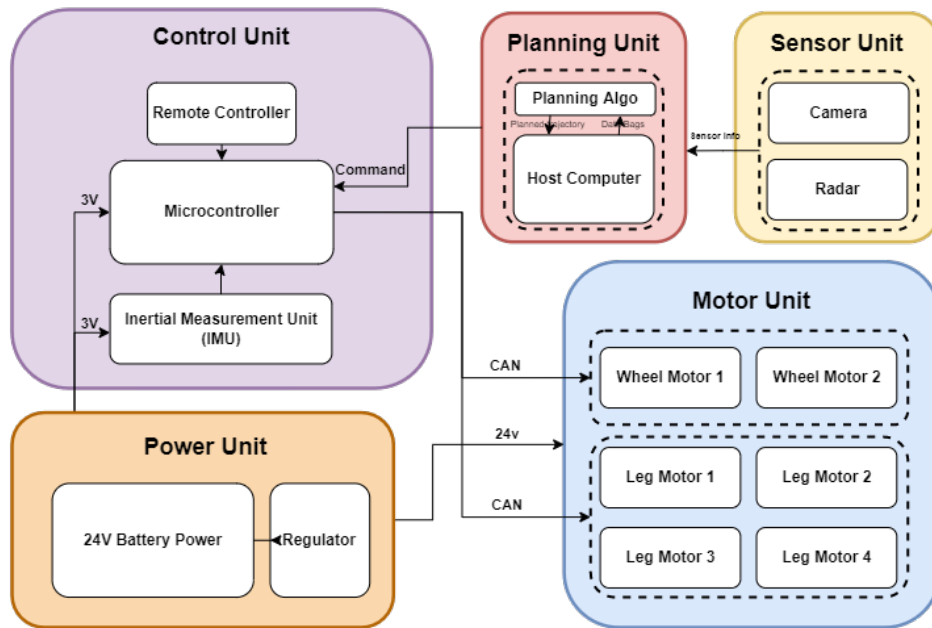 Control Unit
Remote Controller
Microcontroller
Inertial Measurement Unit
(IMU)
3V
3V
Command
Planning Unit
Planning Algo
Planned Trajectory
Data Bags
Host Computer
Sensor Unit
Camera
Radar
Sensor Info
Motor Unit
Wheel Motor 1
Wheel Motor 2
Leg Motor 1
Leg Motor 2
Leg Motor 3
Leg Motor 4
CAN
24v
CAN
Power Unit
24V Battery Power
Regulator